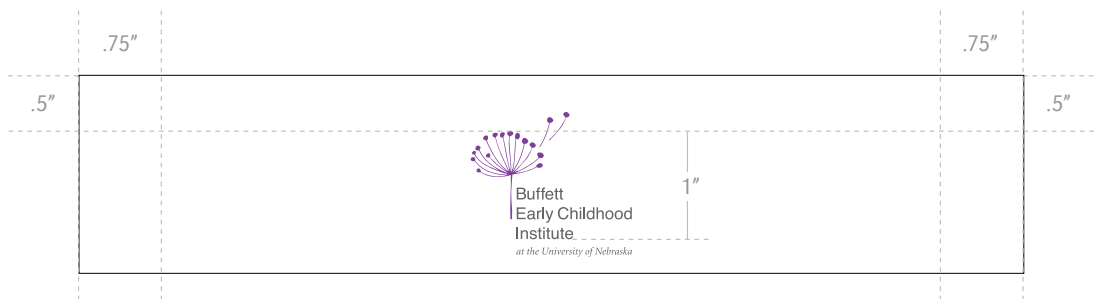 .75” .75”
.5” .5”
1”
Buffett
Early Childhood
Institute
at the University of Nebraska